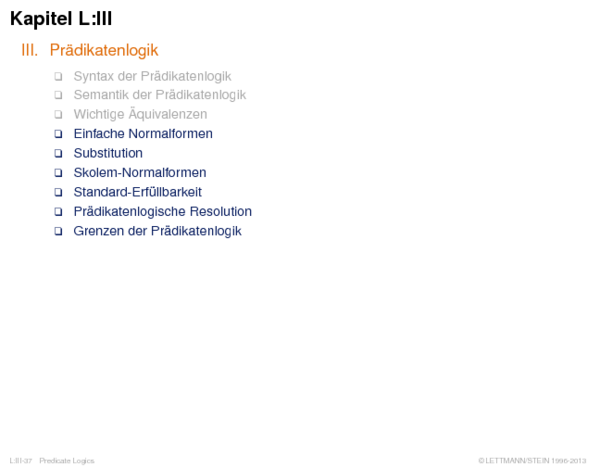 Kapitel L:III
III. Prädikatenlogik
❑ Syntax der Prädikatenlogik
❑ Semantik der Prädikatenlogik
❑ Wichtige Äquivalenzen
❑ Einfache Normalformen
❑ Substitution
❑ Skolem-Normalformen
❑ Standard-Erfüllbarkeit
❑ Prädikatenlogische Resolution
❑ Grenzen der Prädikatenlogik
L:III-37 Predicate Logics © LETTMANN/STEIN 1996-2013